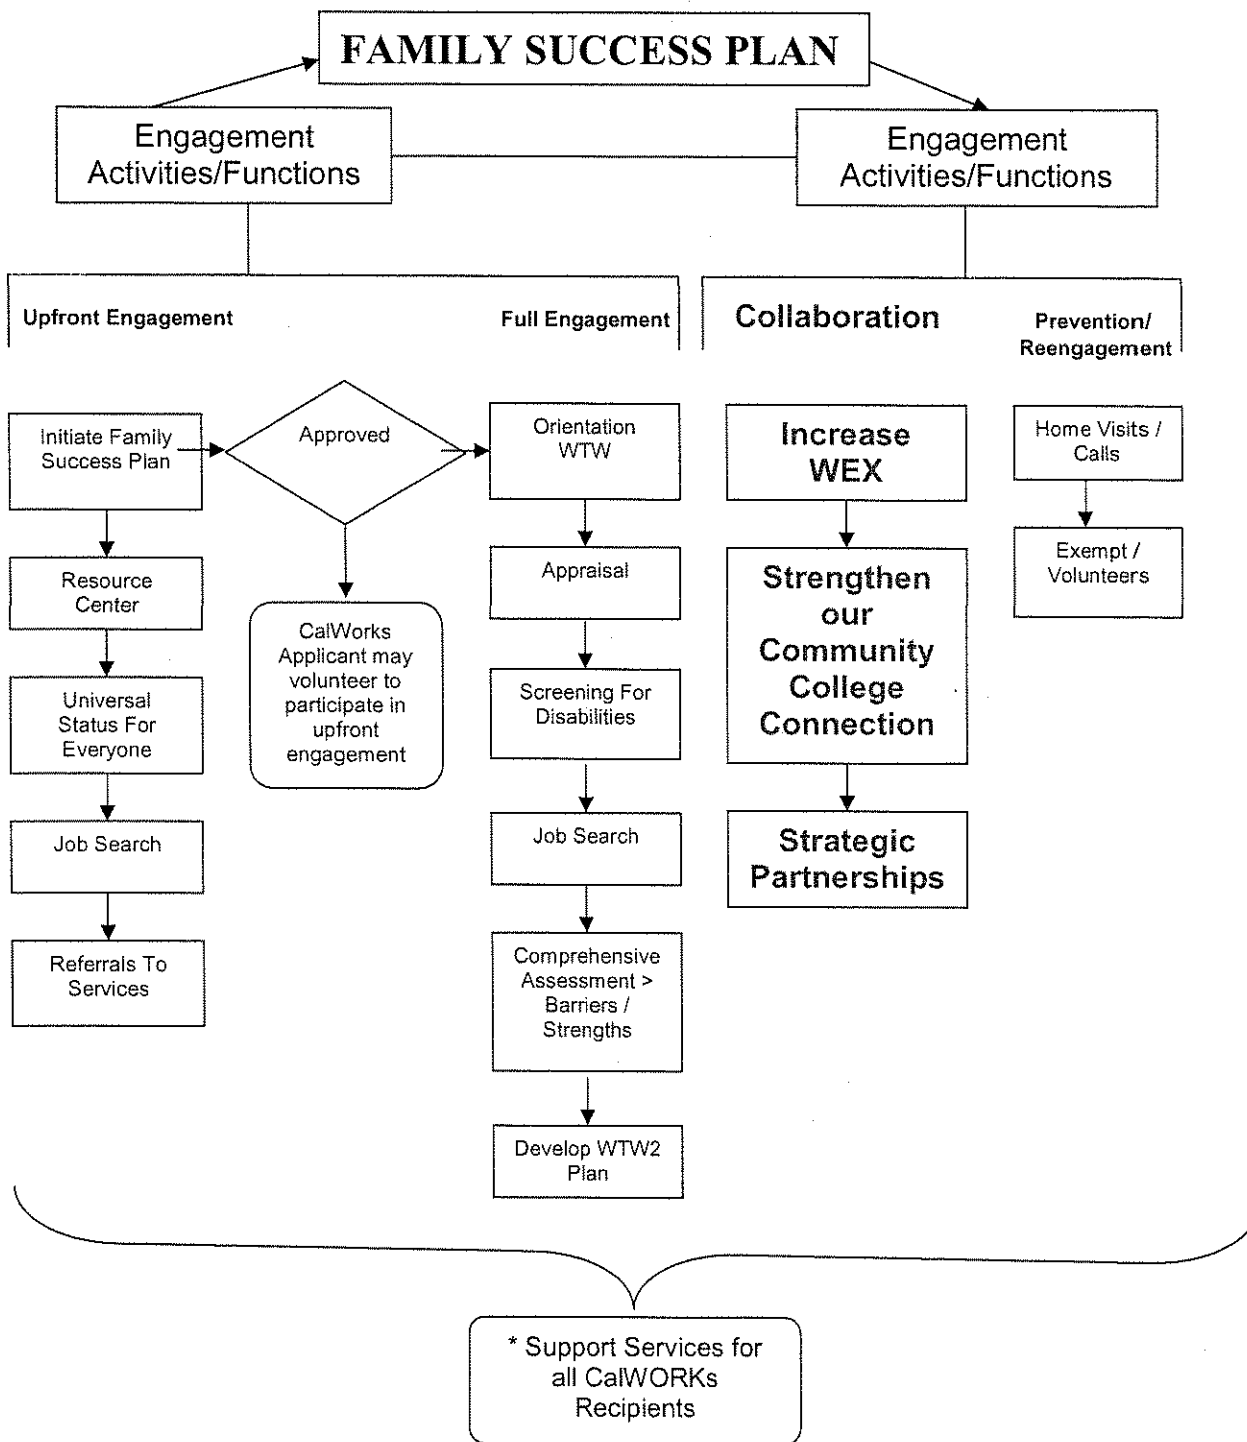 FAMILY SUCCESS PLAN
Engagement
Activities/Functions
Engagement
Activities/Functions
Upfront Engagement
Full Engagement
Collaboration
Prevention/
Reengagement
Initiate Family
Success Plan
Resource
Center
Universal
Status For
Everyone
Job Search
Referrals To
Services
Approved
CalWorks
Applicant may
volunteer to
participate in
upfront
engagement
Orientation
WTW
Appraisal
Screening For
Disabilities
Job Search
Comprehensive
Assessment >
Barriers /
Strengths
Develop WTW2
Plan
Increase
WEX
Strengthen
our
Community
College
Connection
Strategic
Partnerships
Home Visits /
Calls
Exempt /
Volunteers
* Support Services for
all CalWORKs
Recipients